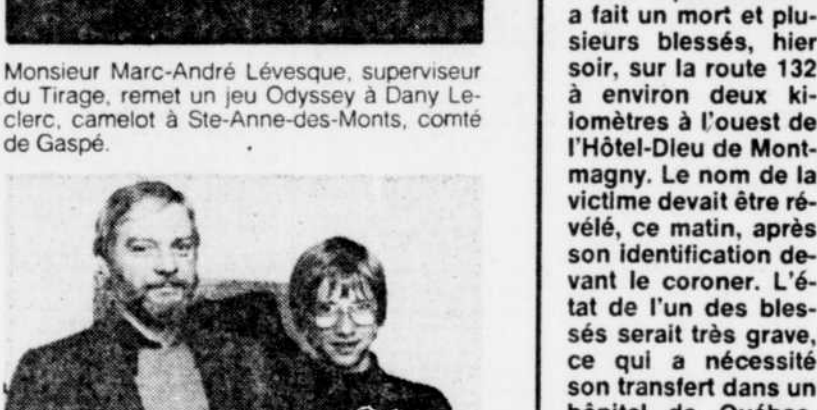 Monsieur Marc-André Lévesque, superviseur
du Tirage, remet un jeu Odyssey à Dany Le-
clerc, camelot à Ste-Anne-des-Monts, comté
de Gaspé.
a fait un mort et plu-
sieurs blessés, hier
soir, sur la route 132
à environ deux ki-
lomètres à l'ouest de
l'Hôtel-Dieu de Mont-
magny. Le nom de la
victime devait être ré-
vélé, ce matin, après
son identification de-
vant le coroner. L'é-
tat de l'un des bles-
sés serait très grave,
ce qui a nécessité
son transfert dans un
hôpital de Québec